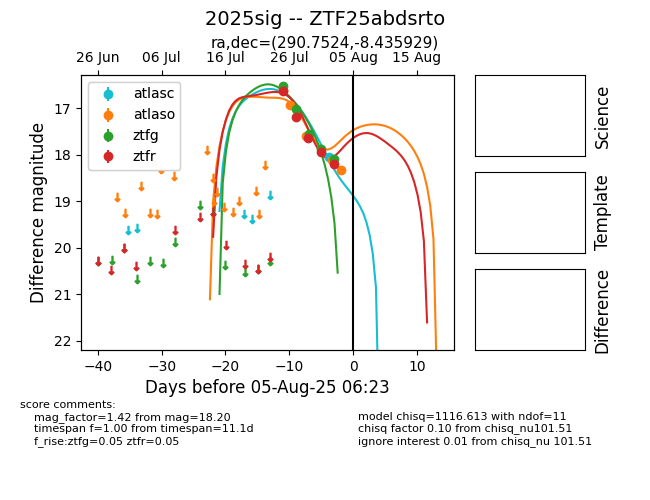 2025sig -- ZTF25abdsrto
ra,dec=(290.7524,-8.435929)
26 Jun 06 Jul 16 Jul 26 Jul 05 Aug 15 Aug
atlasc
atlaso
ztfg
ztfr
17
18
19
20
21
22
Difference magnitude
−40 −30 −20 −10 0 10
Days before 05-Aug-25 06:23
Science
Template
Difference
score comments:
mag_factor=1.42 from mag=18.20
timespan f=1.00 from timespan=11.1d
f_rise:ztfg=0.05 ztfr=0.05
model chisq=1116.613 with ndof=11
chisq factor 0.10 from chisq_nu101.51
ignore interest 0.01 from chisq_nu 101.51